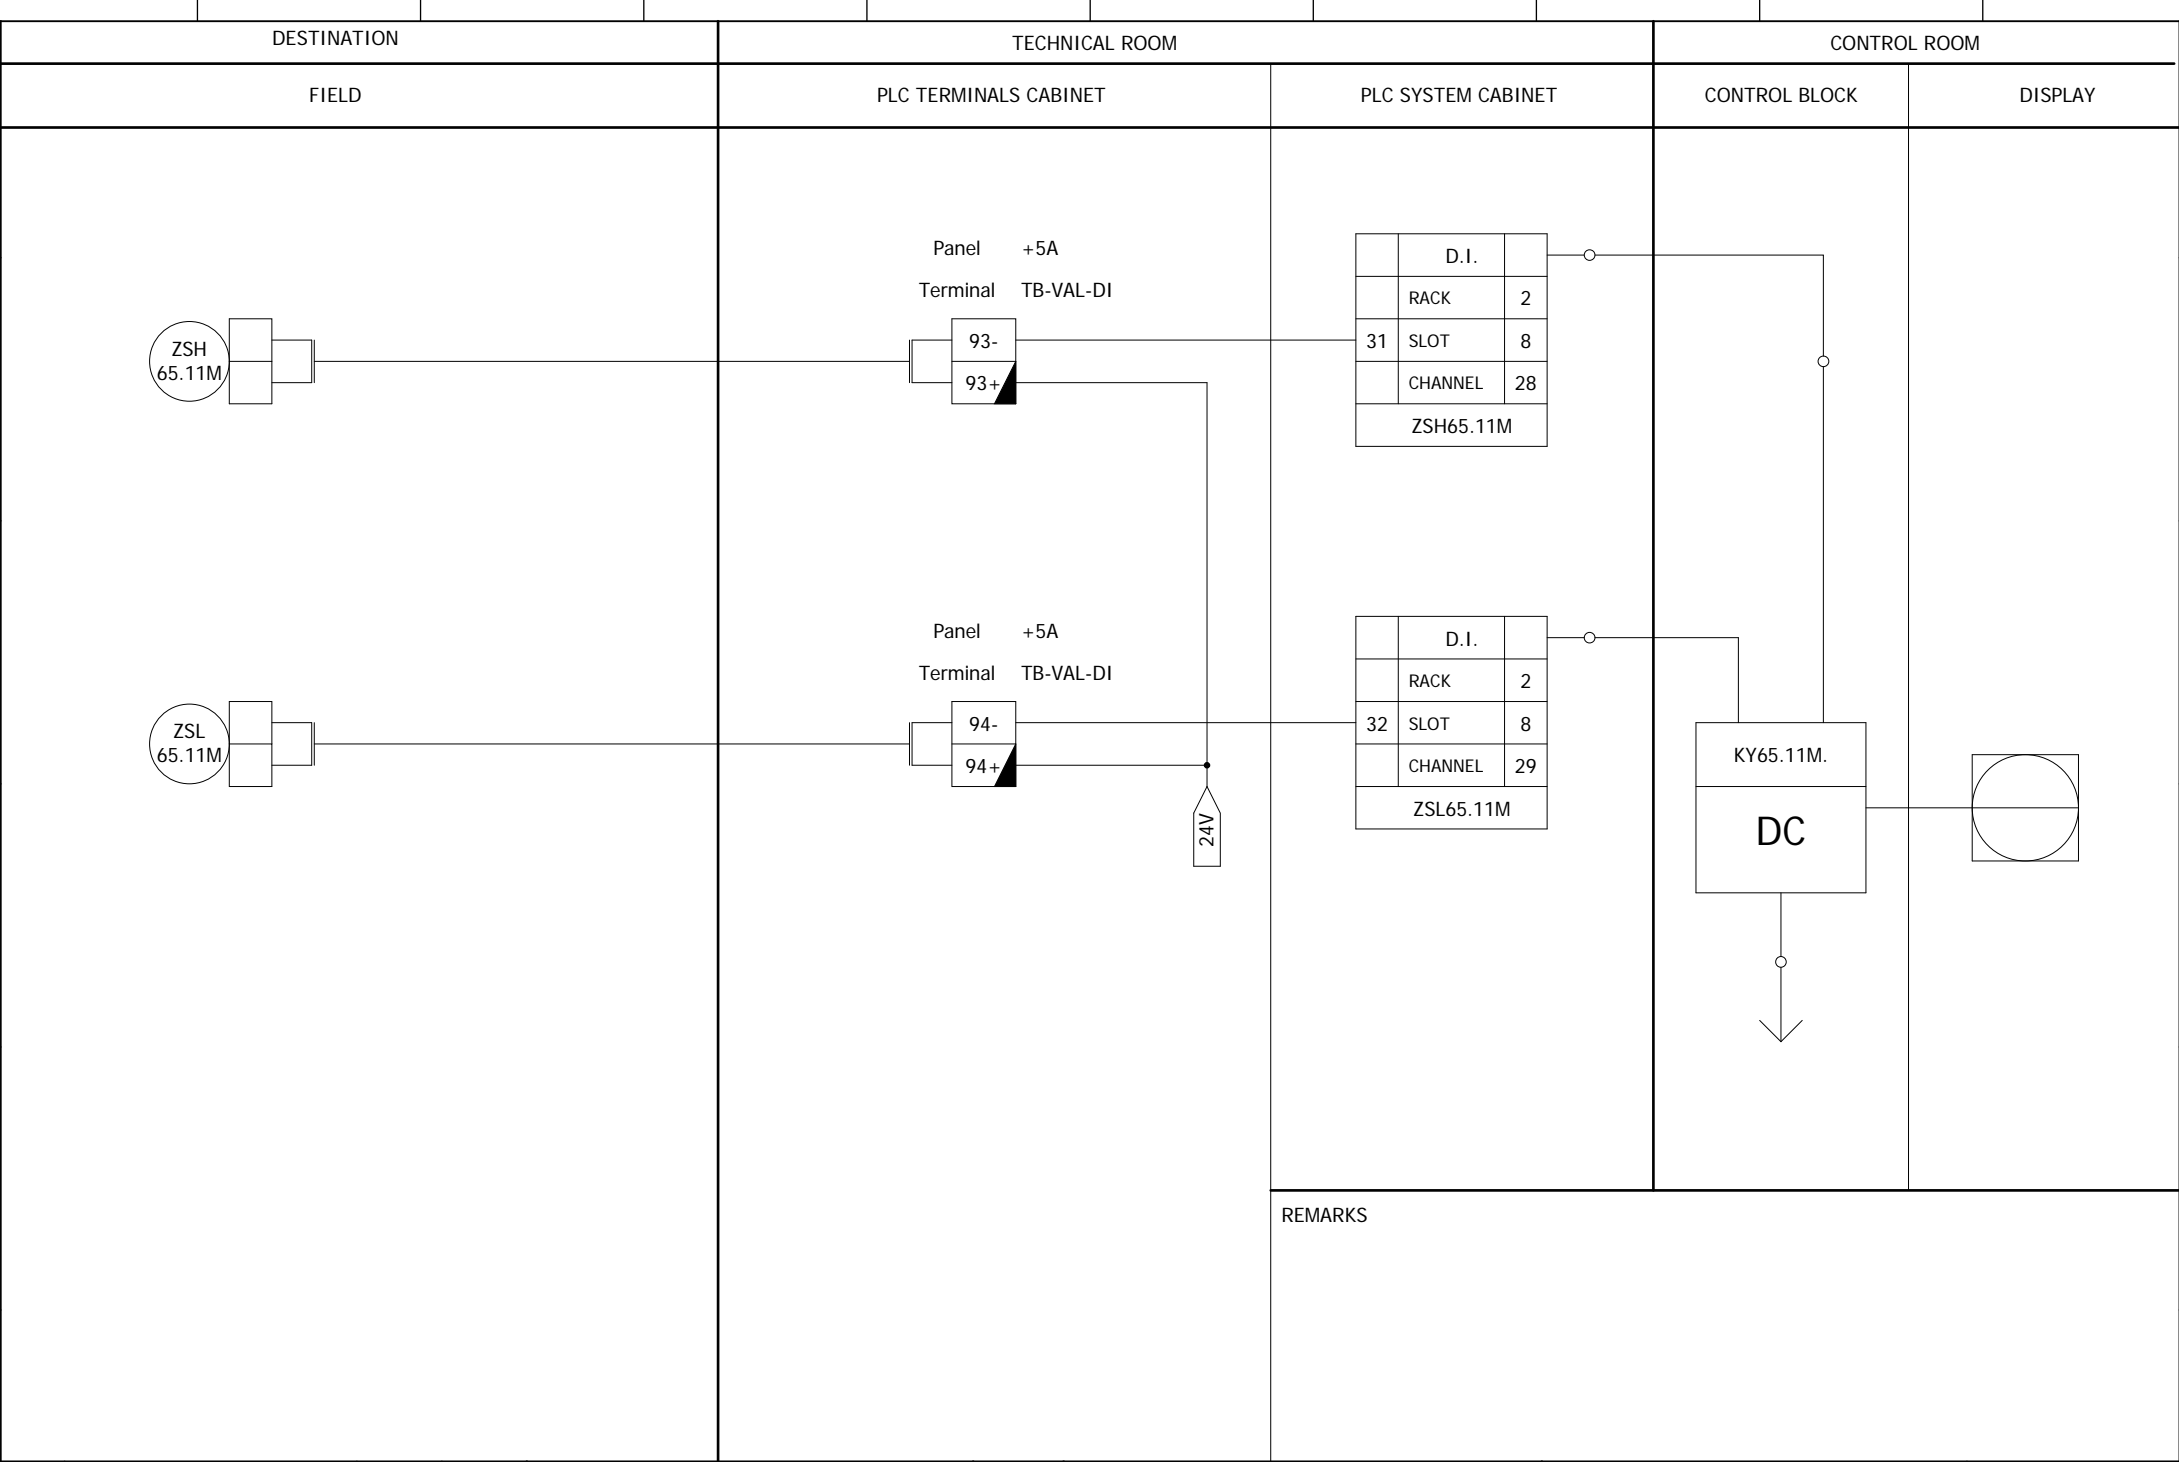 DESTINATION
TECHNICAL ROOM
CONTROL ROOM
FIELD
PLC TERMINALS CABINET
PLC SYSTEM CABINET
CONTROL BLOCK
DISPLAY
Panel +5A
Terminal TB-VAL-DI
ZSH
65.11M
93-
93+
D.I.
RACK 2
31 SLOT 8
CHANNEL 28
ZSH65.11M
Panel +5A
Terminal TB-VAL-DI
ZSL
65.11M
94-
94+
24V
D.I.
RACK 2
32 SLOT 8
CHANNEL 29
ZSL65.11M
KY65.11M.
DC
REMARKS